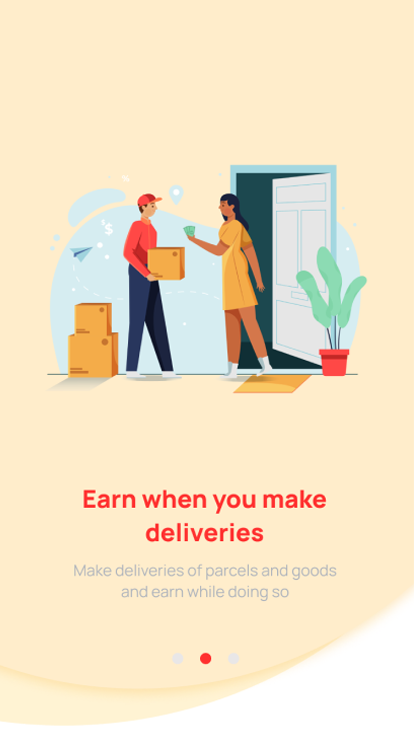 $
Earn when you make
deliveries
Make deliveries of parcels and goods
and earn while doing so